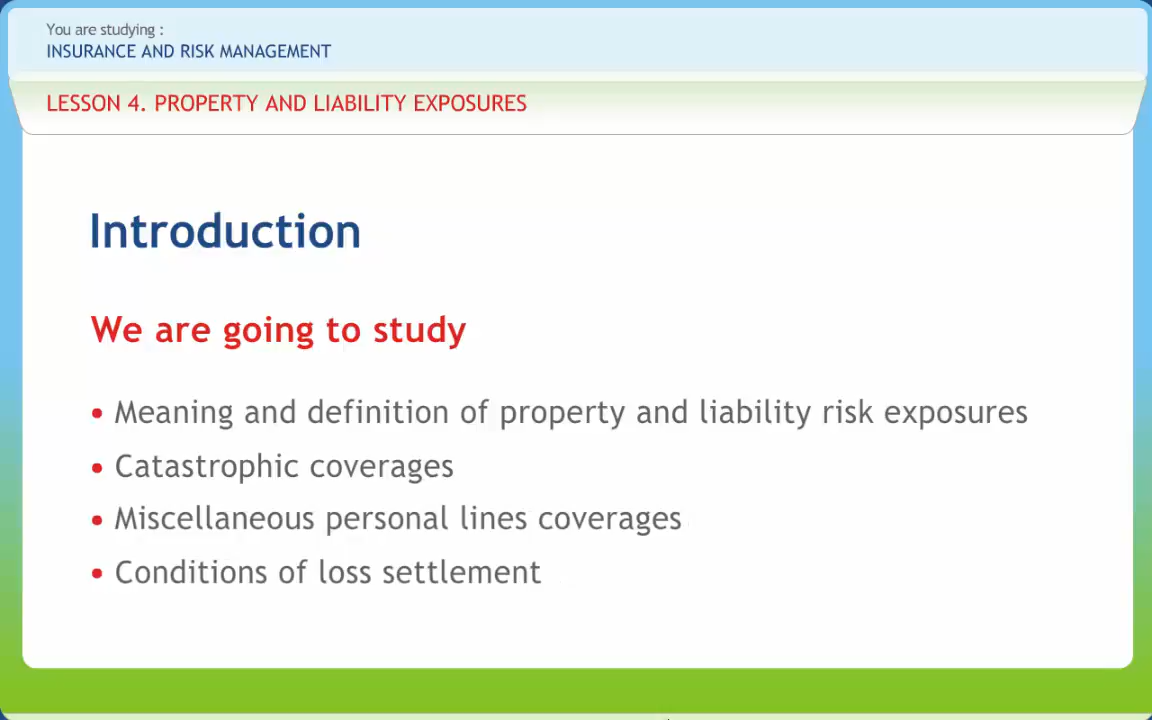 You are studying :
INSURANCE AND RISK MANAGEMENT
LESSON 4. PROPERTY AND LIABILITY EXPOSURES
Introduction
We are going to study
• Meaning and definition of property and liability risk exposures
• Catastrophic coverages
• Miscellaneous personal lines coverages
• Conditions of loss settlement